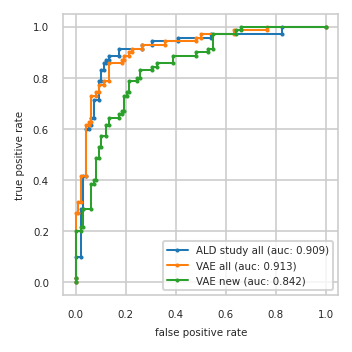 1.0
0.8
0.6
0.4
0.2
0.0
true positive rate
ALD study all (auc: 0.909)
VAE all (auc: 0.913)
VAE new (auc: 0.842)
0.0 0.2 0.4 0.6 0.8 1.0
false positive rate